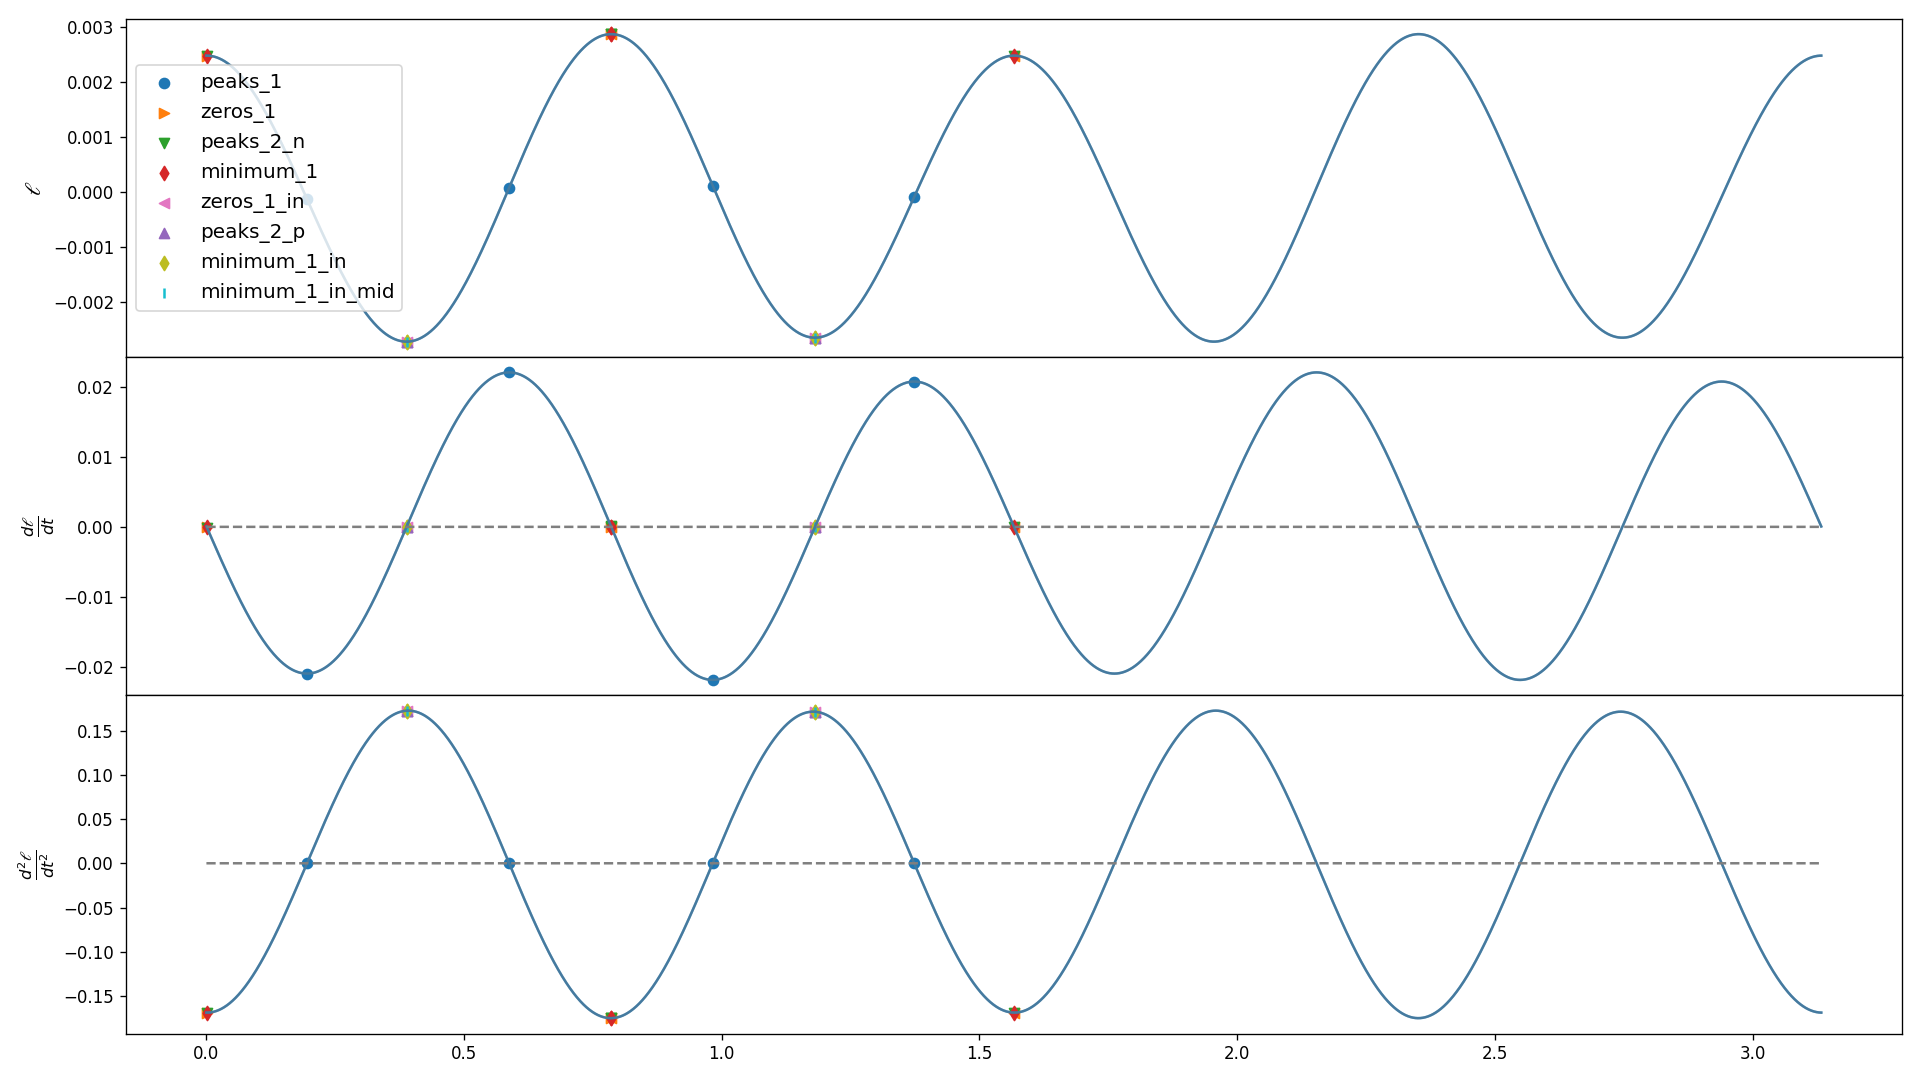 0.003
0.002
0.001
0.000
−0.001
−0.002
ℓ
peaks_1
zeros_1
peaks_2_n
minimum_1
zeros_1_in
peaks_2_p
minimum_1_in
minimum_1_in_mid
0.02
0.01
0.00
−0.01
−0.02
dℓ/dt
0.15
0.10
0.05
0.00
−0.05
−0.10
−0.15
d²ℓ/dt²
0.0 0.5 1.0 1.5 2.0 2.5 3.0